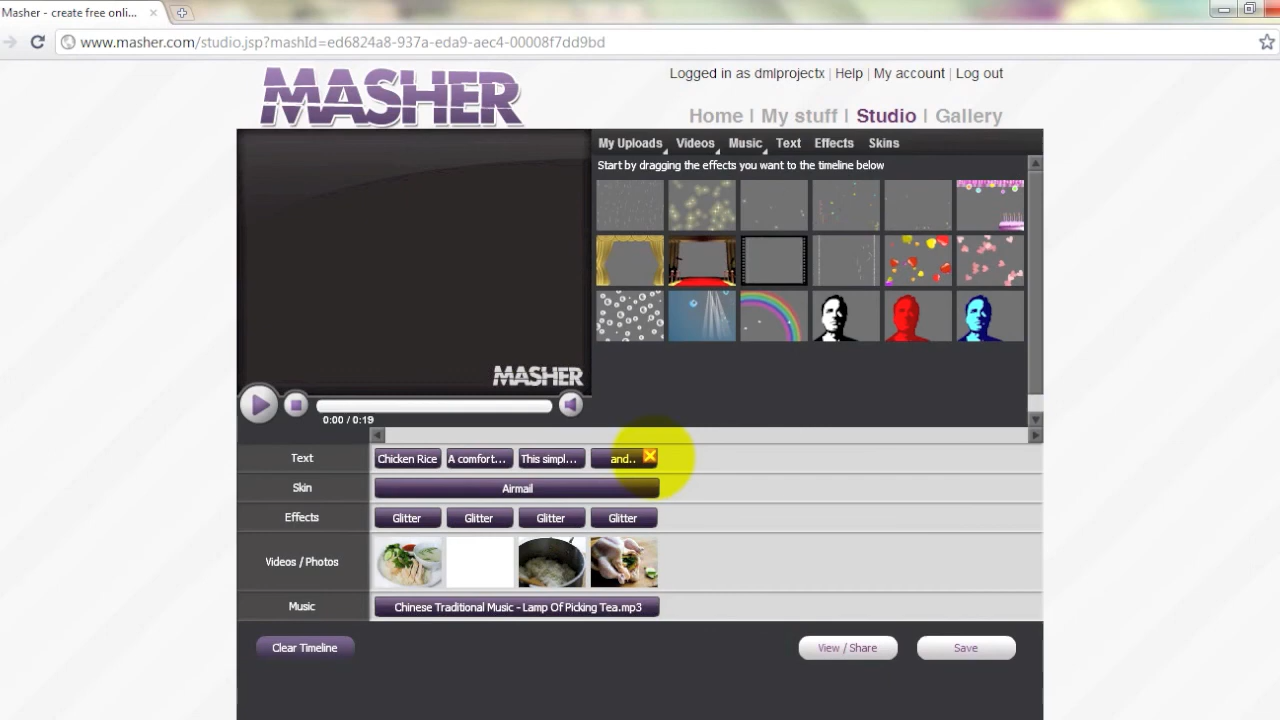 Masher - create free onli...
www.masher.com/studio.jsp?mashId=ed6824a8-937a-eda9-aec4-00008f7dd9bd
MASHER
Logged in as dmlprojectx | Help | My account | Log out
Home | My stuff | Studio | Gallery
My Uploads Videos Music Text Effects Skins
Start by dragging the effects you want to the timeline below
MASHER
0:00 / 0:19
Text Chicken Rice A comfort... This simpl... and..
Skin Airmail
Effects Glitter Glitter Glitter Glitter
Videos / Photos
Music Chinese Traditional Music - Lamp Of Picking Tea.mp3
Clear Timeline View / Share Save